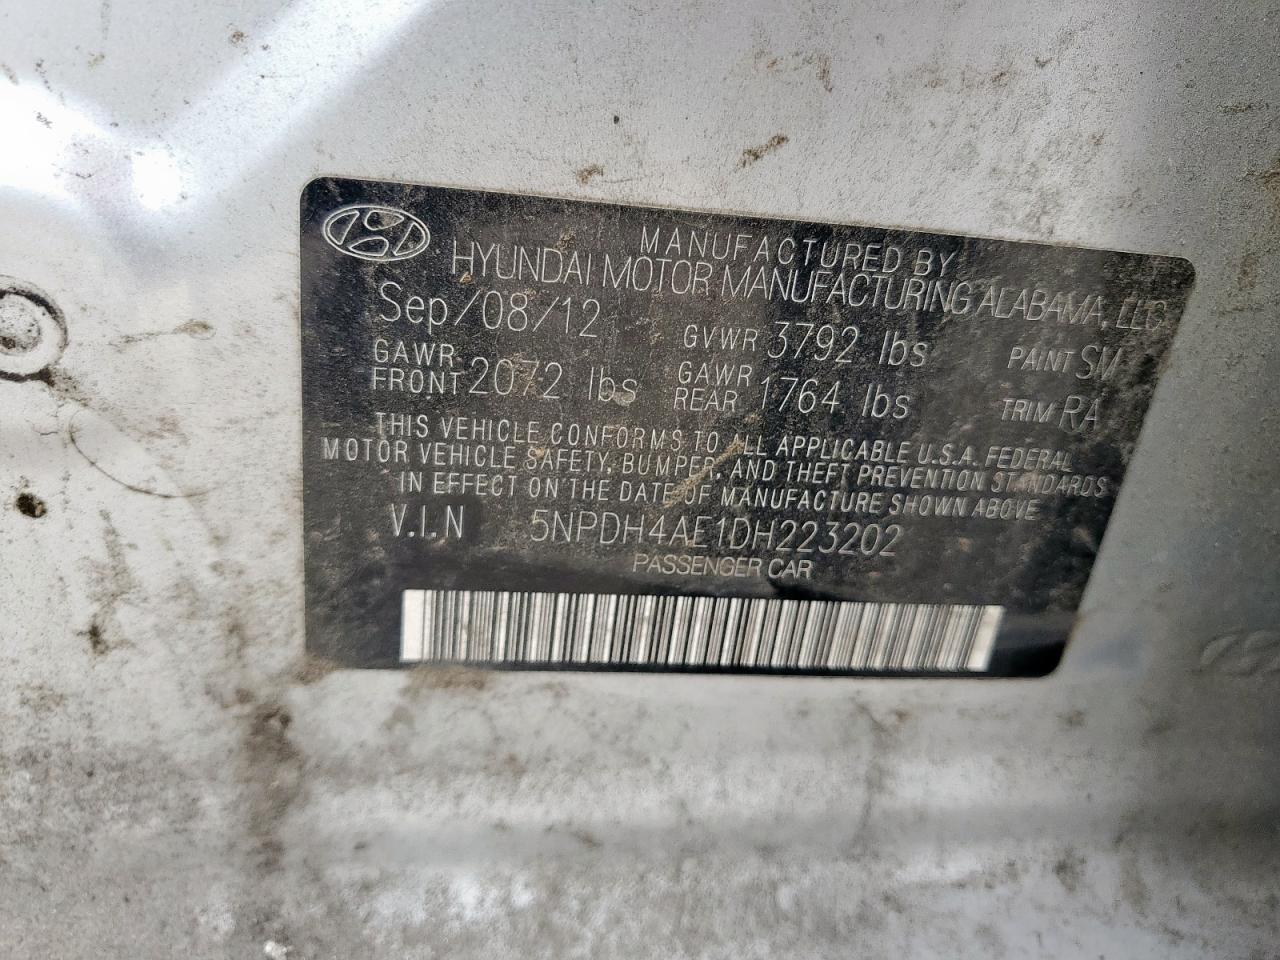 MANUFACTURED BY
HYUNDAI MOTOR MANUFACTURING ALABAMA, LLC
Sep/08/12 GVWR 3792 lbs PAINT SM
GAWR FRONT 2072 lbs GAWR REAR 1764 lbs TRIM RA
THIS VEHICLE CONFORMS TO ALL APPLICABLE U.S.A. FEDERAL
MOTOR VEHICLE SAFETY, BUMPER, AND THEFT PREVENTION STANDARDS
IN EFFECT ON THE DATE OF MANUFACTURE SHOWN ABOVE
V.I.N 5NPDH4AE1DH223202
PASSENGER CAR